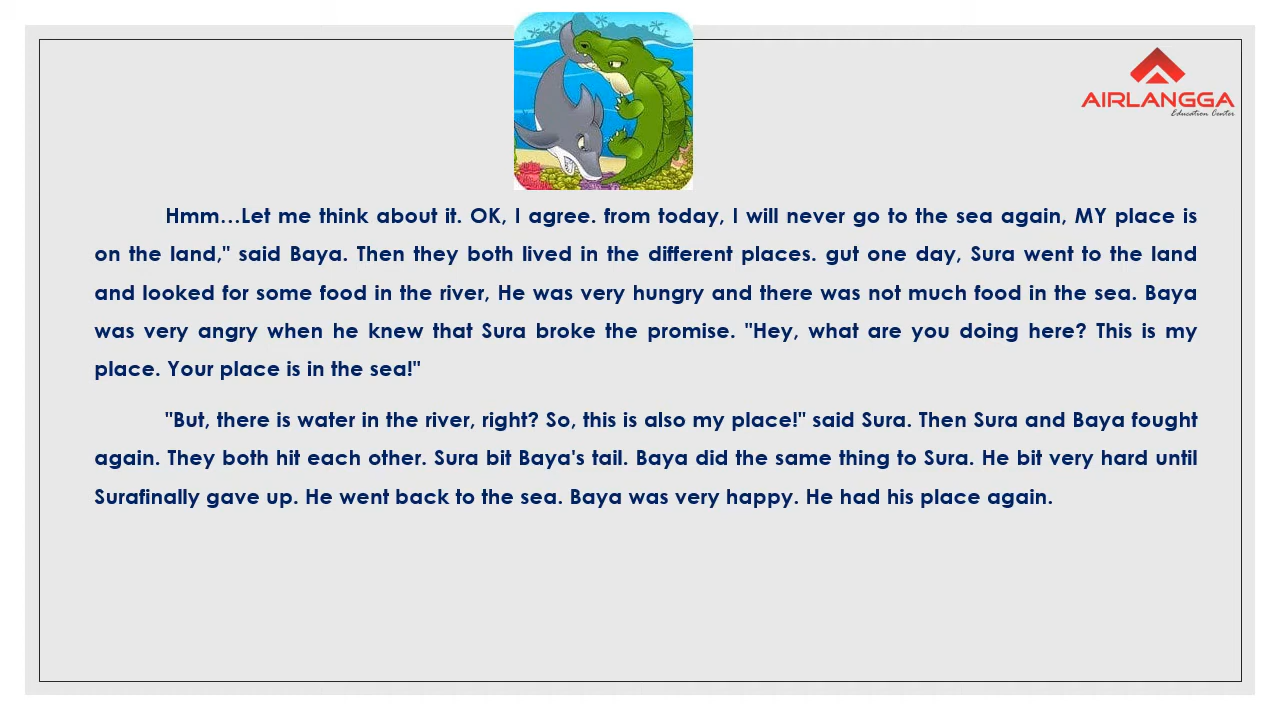 AIRLANGGA
Education Center
Hmm…Let me think about it. OK, I agree. from today, I will never go to the sea again, MY place is
on the land," said Baya. Then they both lived in the different places. gut one day, Sura went to the land
and looked for some food in the river, He was very hungry and there was not much food in the sea. Baya
was very angry when he knew that Sura broke the promise. "Hey, what are you doing here? This is my
place. Your place is in the sea!"
"But, there is water in the river, right? So, this is also my place!" said Sura. Then Sura and Baya fought
again. They both hit each other. Sura bit Baya's tail. Baya did the same thing to Sura. He bit very hard until
Surafinally gave up. He went back to the sea. Baya was very happy. He had his place again.